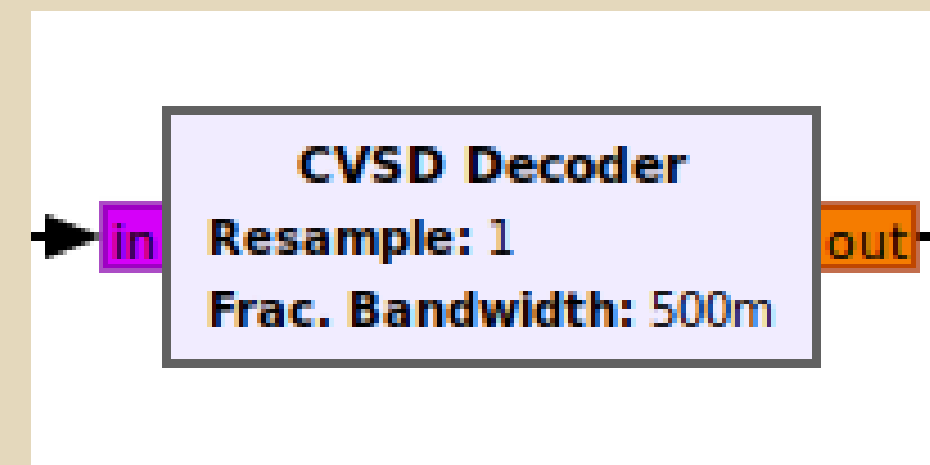 CVSD Decoder
in
Resample: 1
out
Frac. Bandwidth: 500m